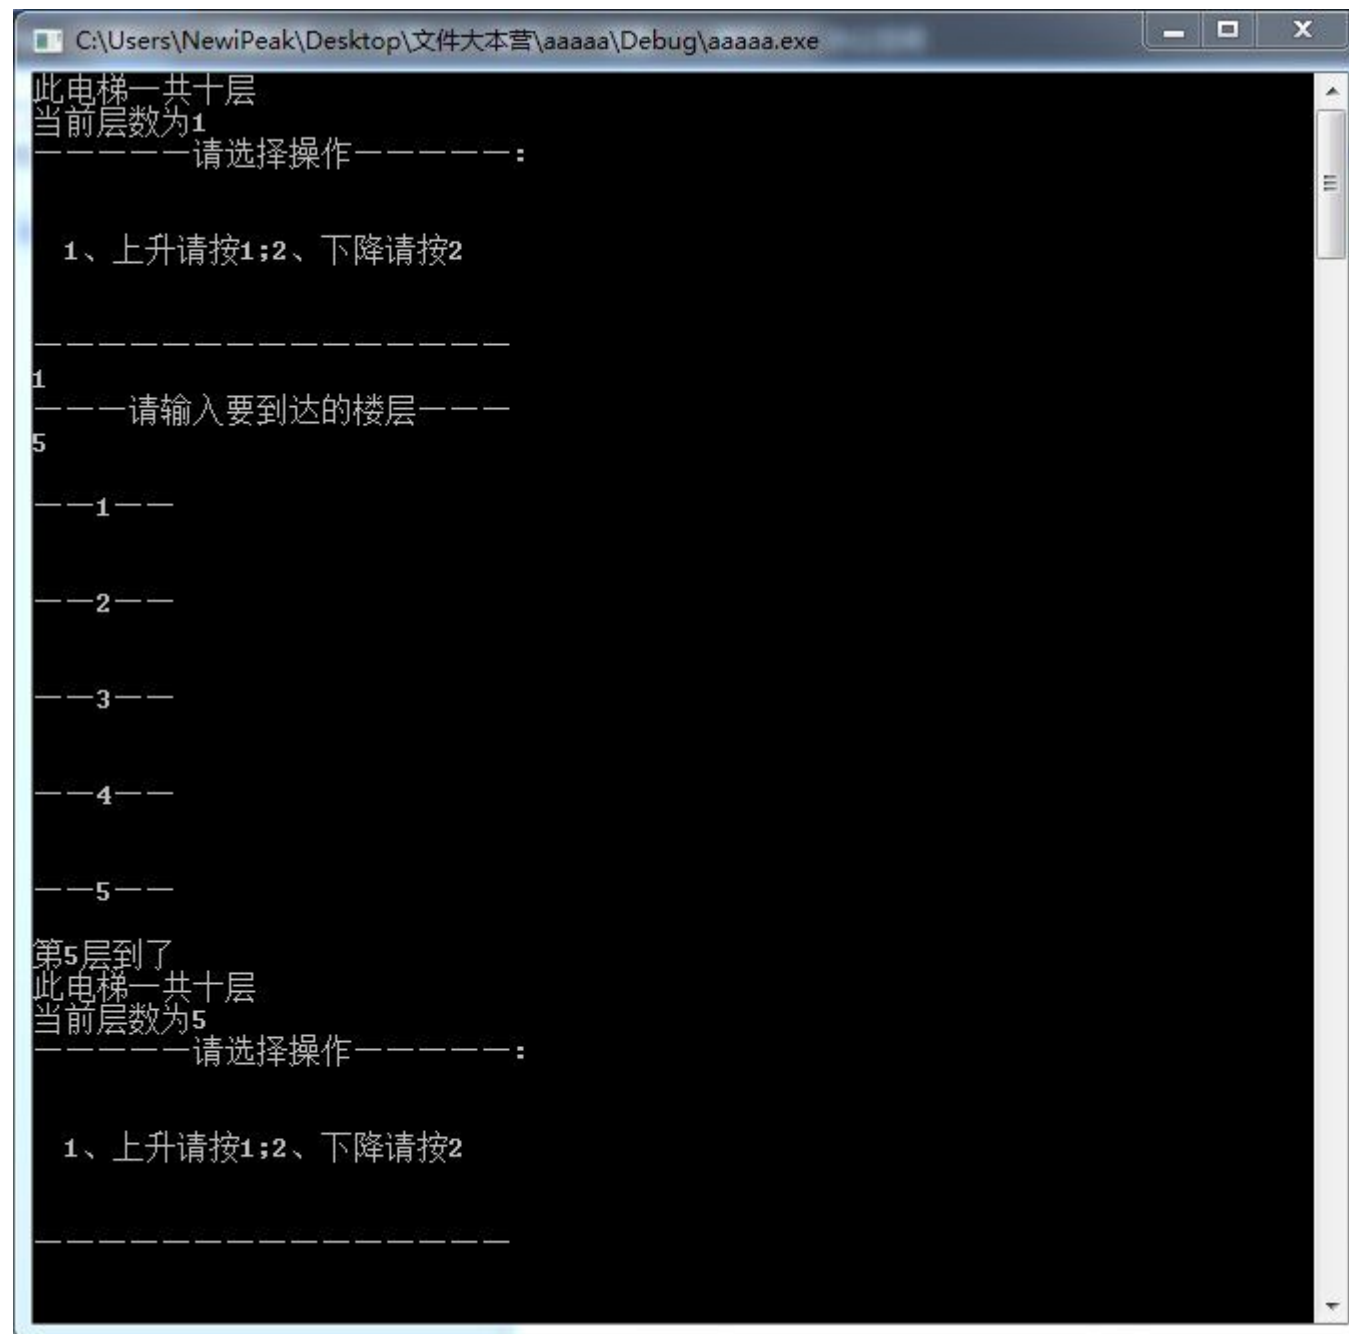 C:\Users\NewiPeak\Desktop\文件大本营\aaaaa\Debug\aaaaa.exe
此电梯一共十层
当前层数为1
—————请选择操作—————:
1、上升请按1;2、下降请按2
———————————————
1
———请输入要到达的楼层———
5
——1——
——2——
——3——
——4——
——5——
第5层到了
此电梯一共十层
当前层数为5
—————请选择操作—————:
1、上升请按1;2、下降请按2
———————————————